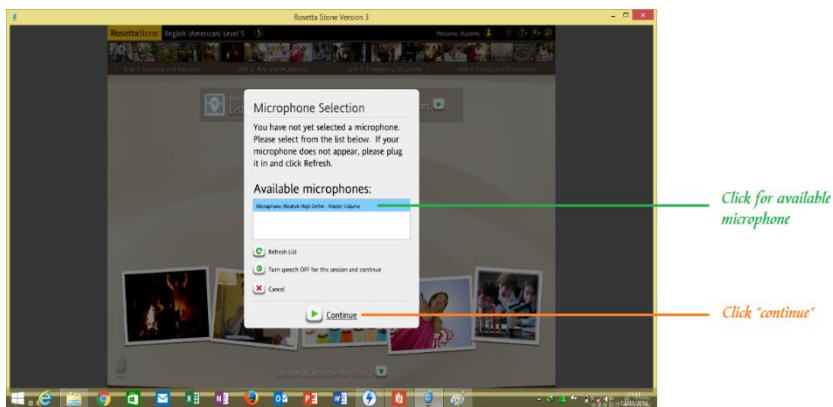 Rosetta Stone Version 3
RosettaStone English (American) Level 5
Welcome, Students
Unit 1: Business and Industry Unit 2: Arts and Academics Unit 3: Emergency Situations Unit 4: Family and Community
Microphone Selection
You have not yet selected a microphone.
Please select from the list below. If your
microphone does not appear, please plug
it in and click Refresh.
Available microphones:
Microphone (Realtek High Defini) - Master Volume
Refresh List
Turn speech OFF for this session and continue
Cancel
Continue
Click for available
microphone
Click "continue"